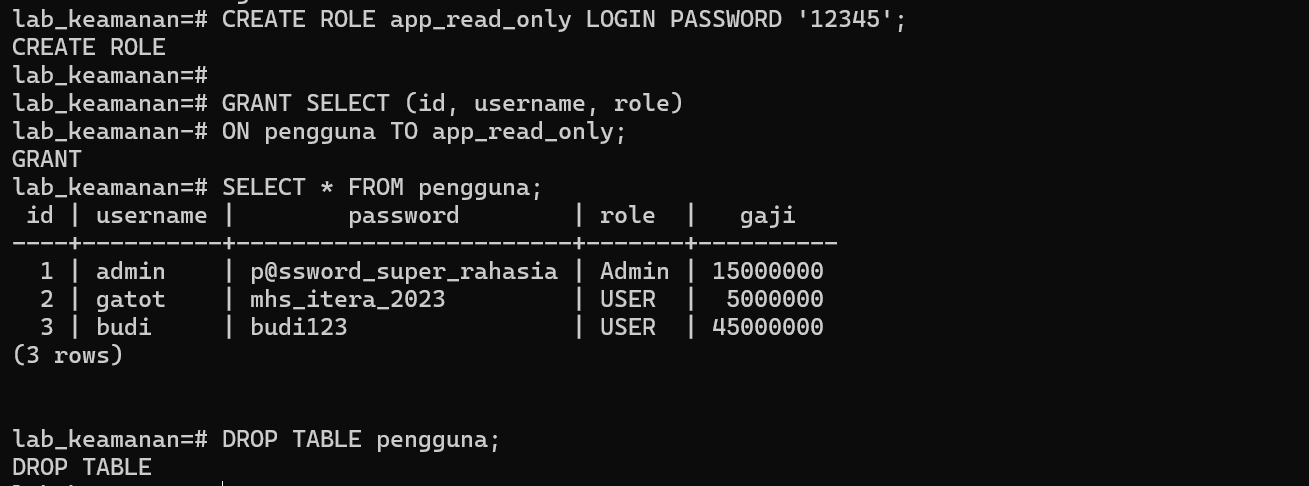 lab_keamanan=# CREATE ROLE app_read_only LOGIN PASSWORD '12345';
CREATE ROLE
lab_keamanan=#
lab_keamanan=# GRANT SELECT (id, username, role)
lab_keamanan-# ON pengguna TO app_read_only;
GRANT
lab_keamanan=# SELECT * FROM pengguna;
 id | username |        password        | role  |   gaji
----+----------+------------------------+-------+----------
  1 | admin    | p@ssword_super_rahasia | Admin | 15000000
  2 | gatot    | mhs_itera_2023         | USER  |  5000000
  3 | budi     | budi123                | USER  | 45000000
(3 rows)
lab_keamanan=# DROP TABLE pengguna;
DROP TABLE